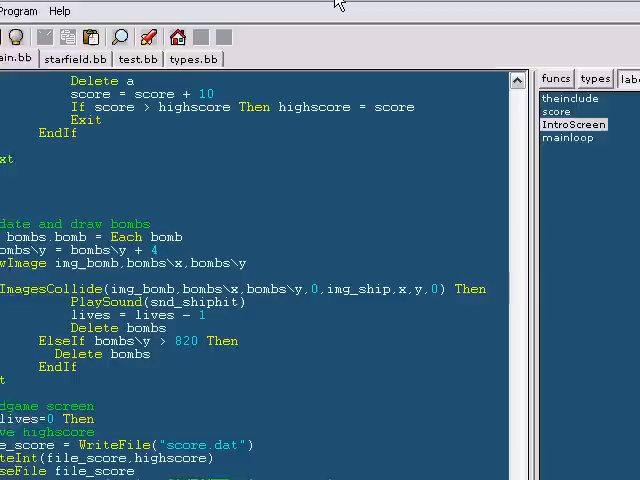 Program Help
ain.bb starfield.bb test.bb types.bb
funcs types labe
Delete a
score = score + 10
If score > highscore Then highscore = score
Exit
EndIf
xt
date and draw bombs
bombs.bomb = Each bomb
bombs\y = bombs\y + 4
wImage img_bomb,bombs\x,bombs\y
ImagesCollide(img_bomb,bombs\x,bombs\y,0,img_ship,x,y,0) Then
PlaySound(snd_shiphit)
lives = lives - 1
Delete bombs
ElseIf bombs\y > 820 Then
Delete bombs
EndIf
t
dgame screen
lives=0 Then
ve highscore
e_score = WriteFile("score.dat")
teInt(file_score,highscore)
seFile file_score
theinclude
score
IntroScreen
mainloop